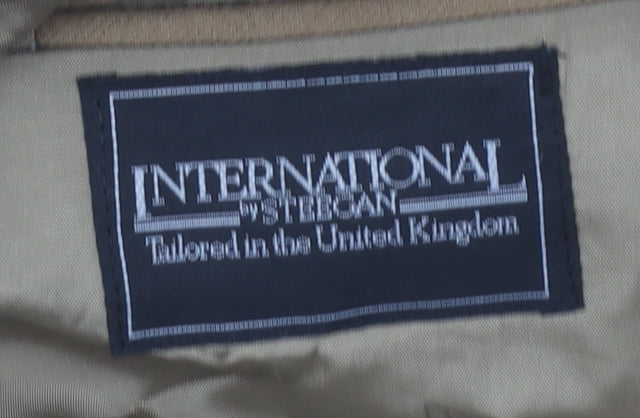 INTERNATIONAL
by STEEGAN
Tailored in the United Kingdom